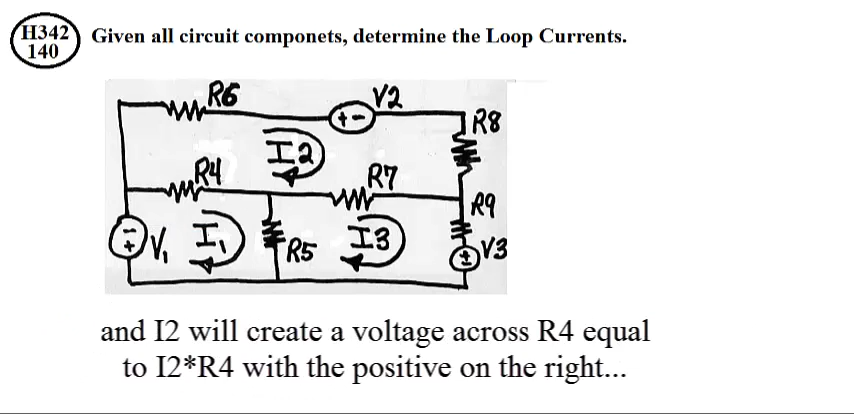 H342
140
Given all circuit componets, determine the Loop Currents.
R6
V2
R8
I2
R4
R7
R9
V1
I1
R5
I3
V3
and I2 will create a voltage across R4 equal
to I2*R4 with the positive on the right...